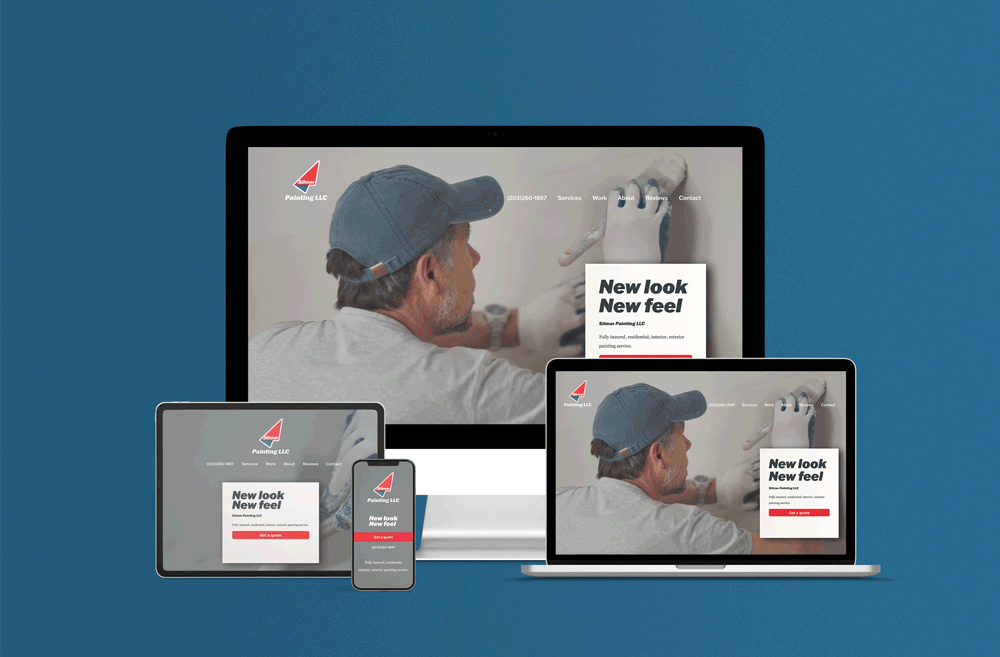 Silmar
Painting LLC
(203)260-1897 Services Work About Reviews Contact
New look
New feel
Silmar Painting LLC
Fully insured, residential, interior, exterior
painting service.
Silmar
Painting LLC
(203)260-1897 Services Work About Reviews Contact
New look
New feel
Silmar Painting LLC
Fully insured, residential, interior, exterior painting service.
Get a quote
Silmar
Painting LLC
New look
New feel
Get a quote
(203)260-1897
Fully insured, residential
interior, exterior painting service.
Silmar
Painting LLC
(203)260-1897 Services Work About Reviews Contact
New look
New feel
Silmar Painting LLC
Fully insured, residential, interior, exterior
painting service.
Get a quote